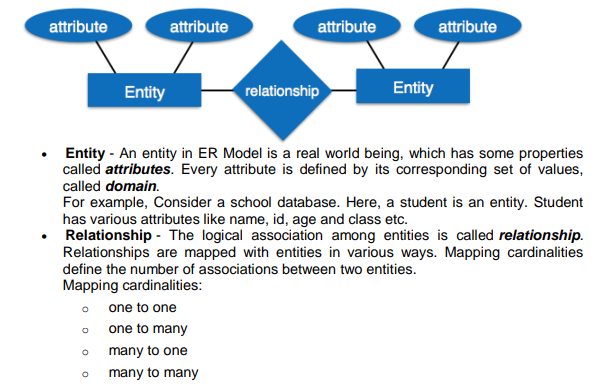 attribute attribute attribute attribute
Entity relationship Entity
• Entity - An entity in ER Model is a real world being, which has some properties
called attributes. Every attribute is defined by its corresponding set of values,
called domain.
For example, Consider a school database. Here, a student is an entity. Student
has various attributes like name, id, age and class etc.
• Relationship - The logical association among entities is called relationship.
Relationships are mapped with entities in various ways. Mapping cardinalities
define the number of associations between two entities.
Mapping cardinalities:
o one to one
o one to many
o many to one
o many to many